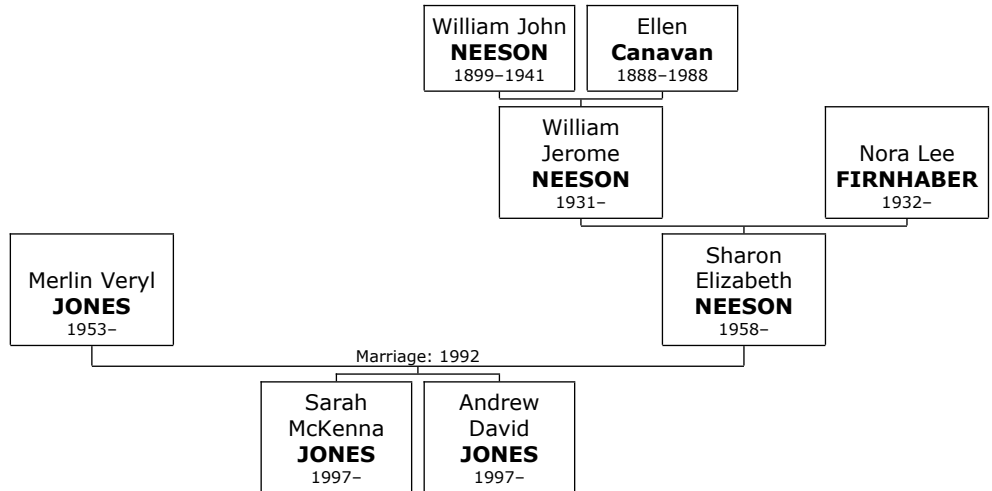 William John
NEESON
1899–1941
Ellen
Canavan
1888–1988
William
Jerome
NEESON
1931–
Nora Lee
FIRNHABER
1932–
Merlin Veryl
JONES
1953–
Sharon
Elizabeth
NEESON
1958–
Marriage: 1992
Sarah
McKenna
JONES
1997–
Andrew
David
JONES
1997–